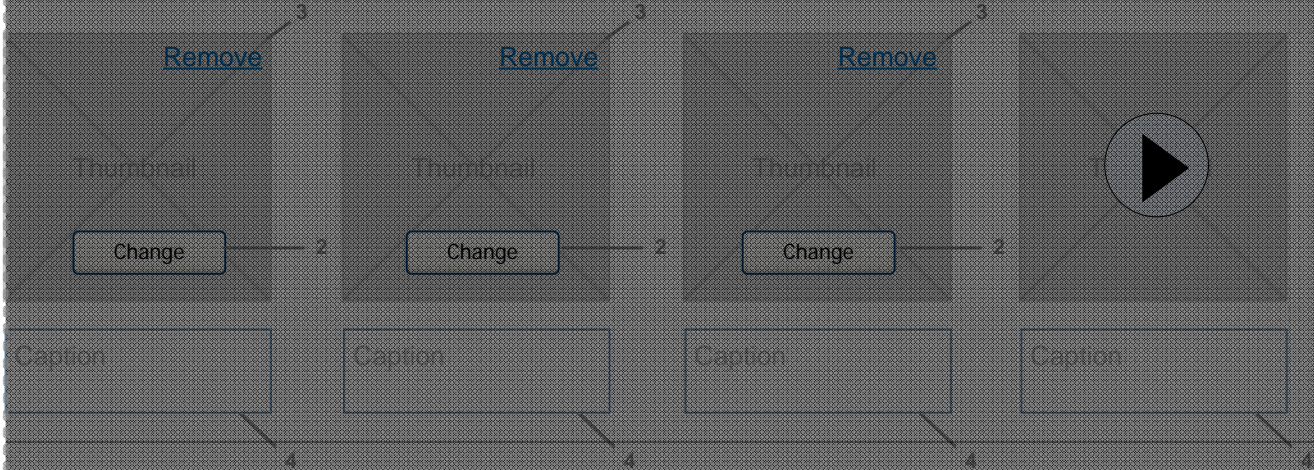 3 3 3
Remove Remove Remove
Thumbnail Thumbnail Thumbnail T
Change 2 Change 2 Change 2
Caption Caption Caption Caption
4 4 4 4